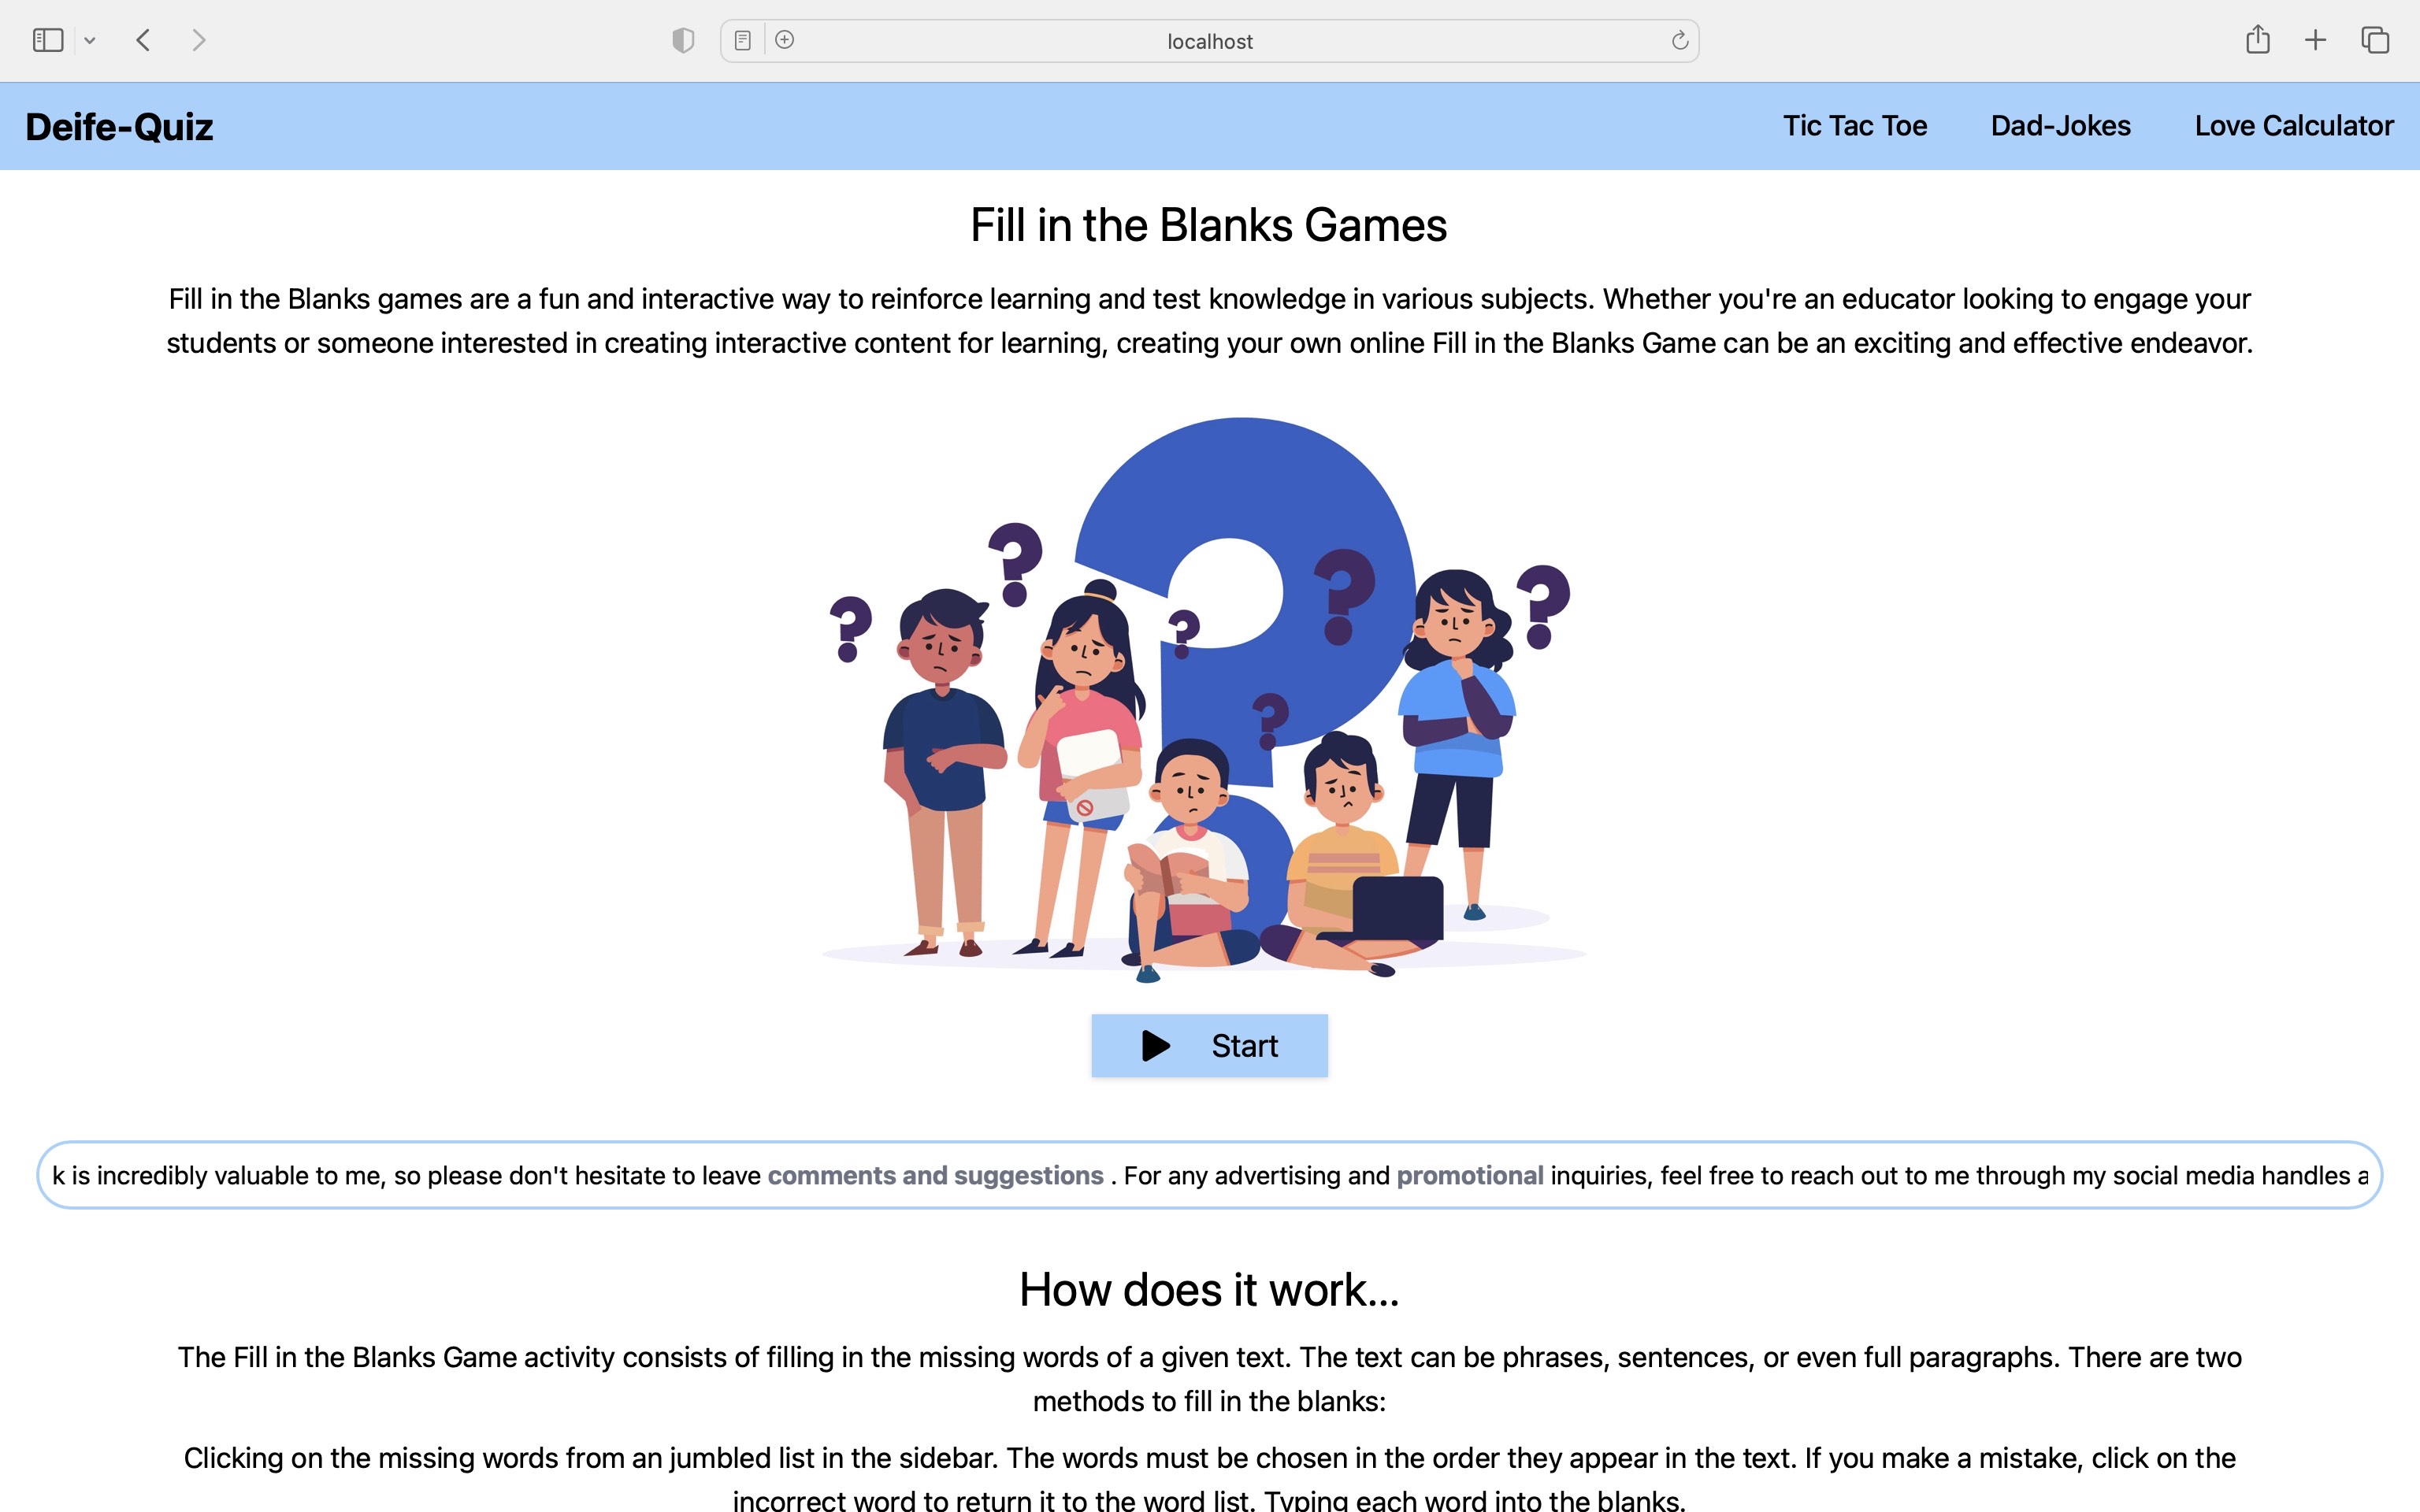 localhost
Deife-Quiz
Tic Tac Toe
Dad-Jokes
Love Calculator
Fill in the Blanks Games
Fill in the Blanks games are a fun and interactive way to reinforce learning and test knowledge in various subjects. Whether you're an educator looking to engage your
students or someone interested in creating interactive content for learning, creating your own online Fill in the Blanks Game can be an exciting and effective endeavor.
Start
k is incredibly valuable to me, so please don't hesitate to leave comments and suggestions . For any advertising and promotional inquiries, feel free to reach out to me through my social media handles a
How does it work...
The Fill in the Blanks Game activity consists of filling in the missing words of a given text. The text can be phrases, sentences, or even full paragraphs. There are two
methods to fill in the blanks:
Clicking on the missing words from an jumbled list in the sidebar. The words must be chosen in the order they appear in the text. If you make a mistake, click on the
incorrect word to return it to the word list. Typing each word into the blanks.